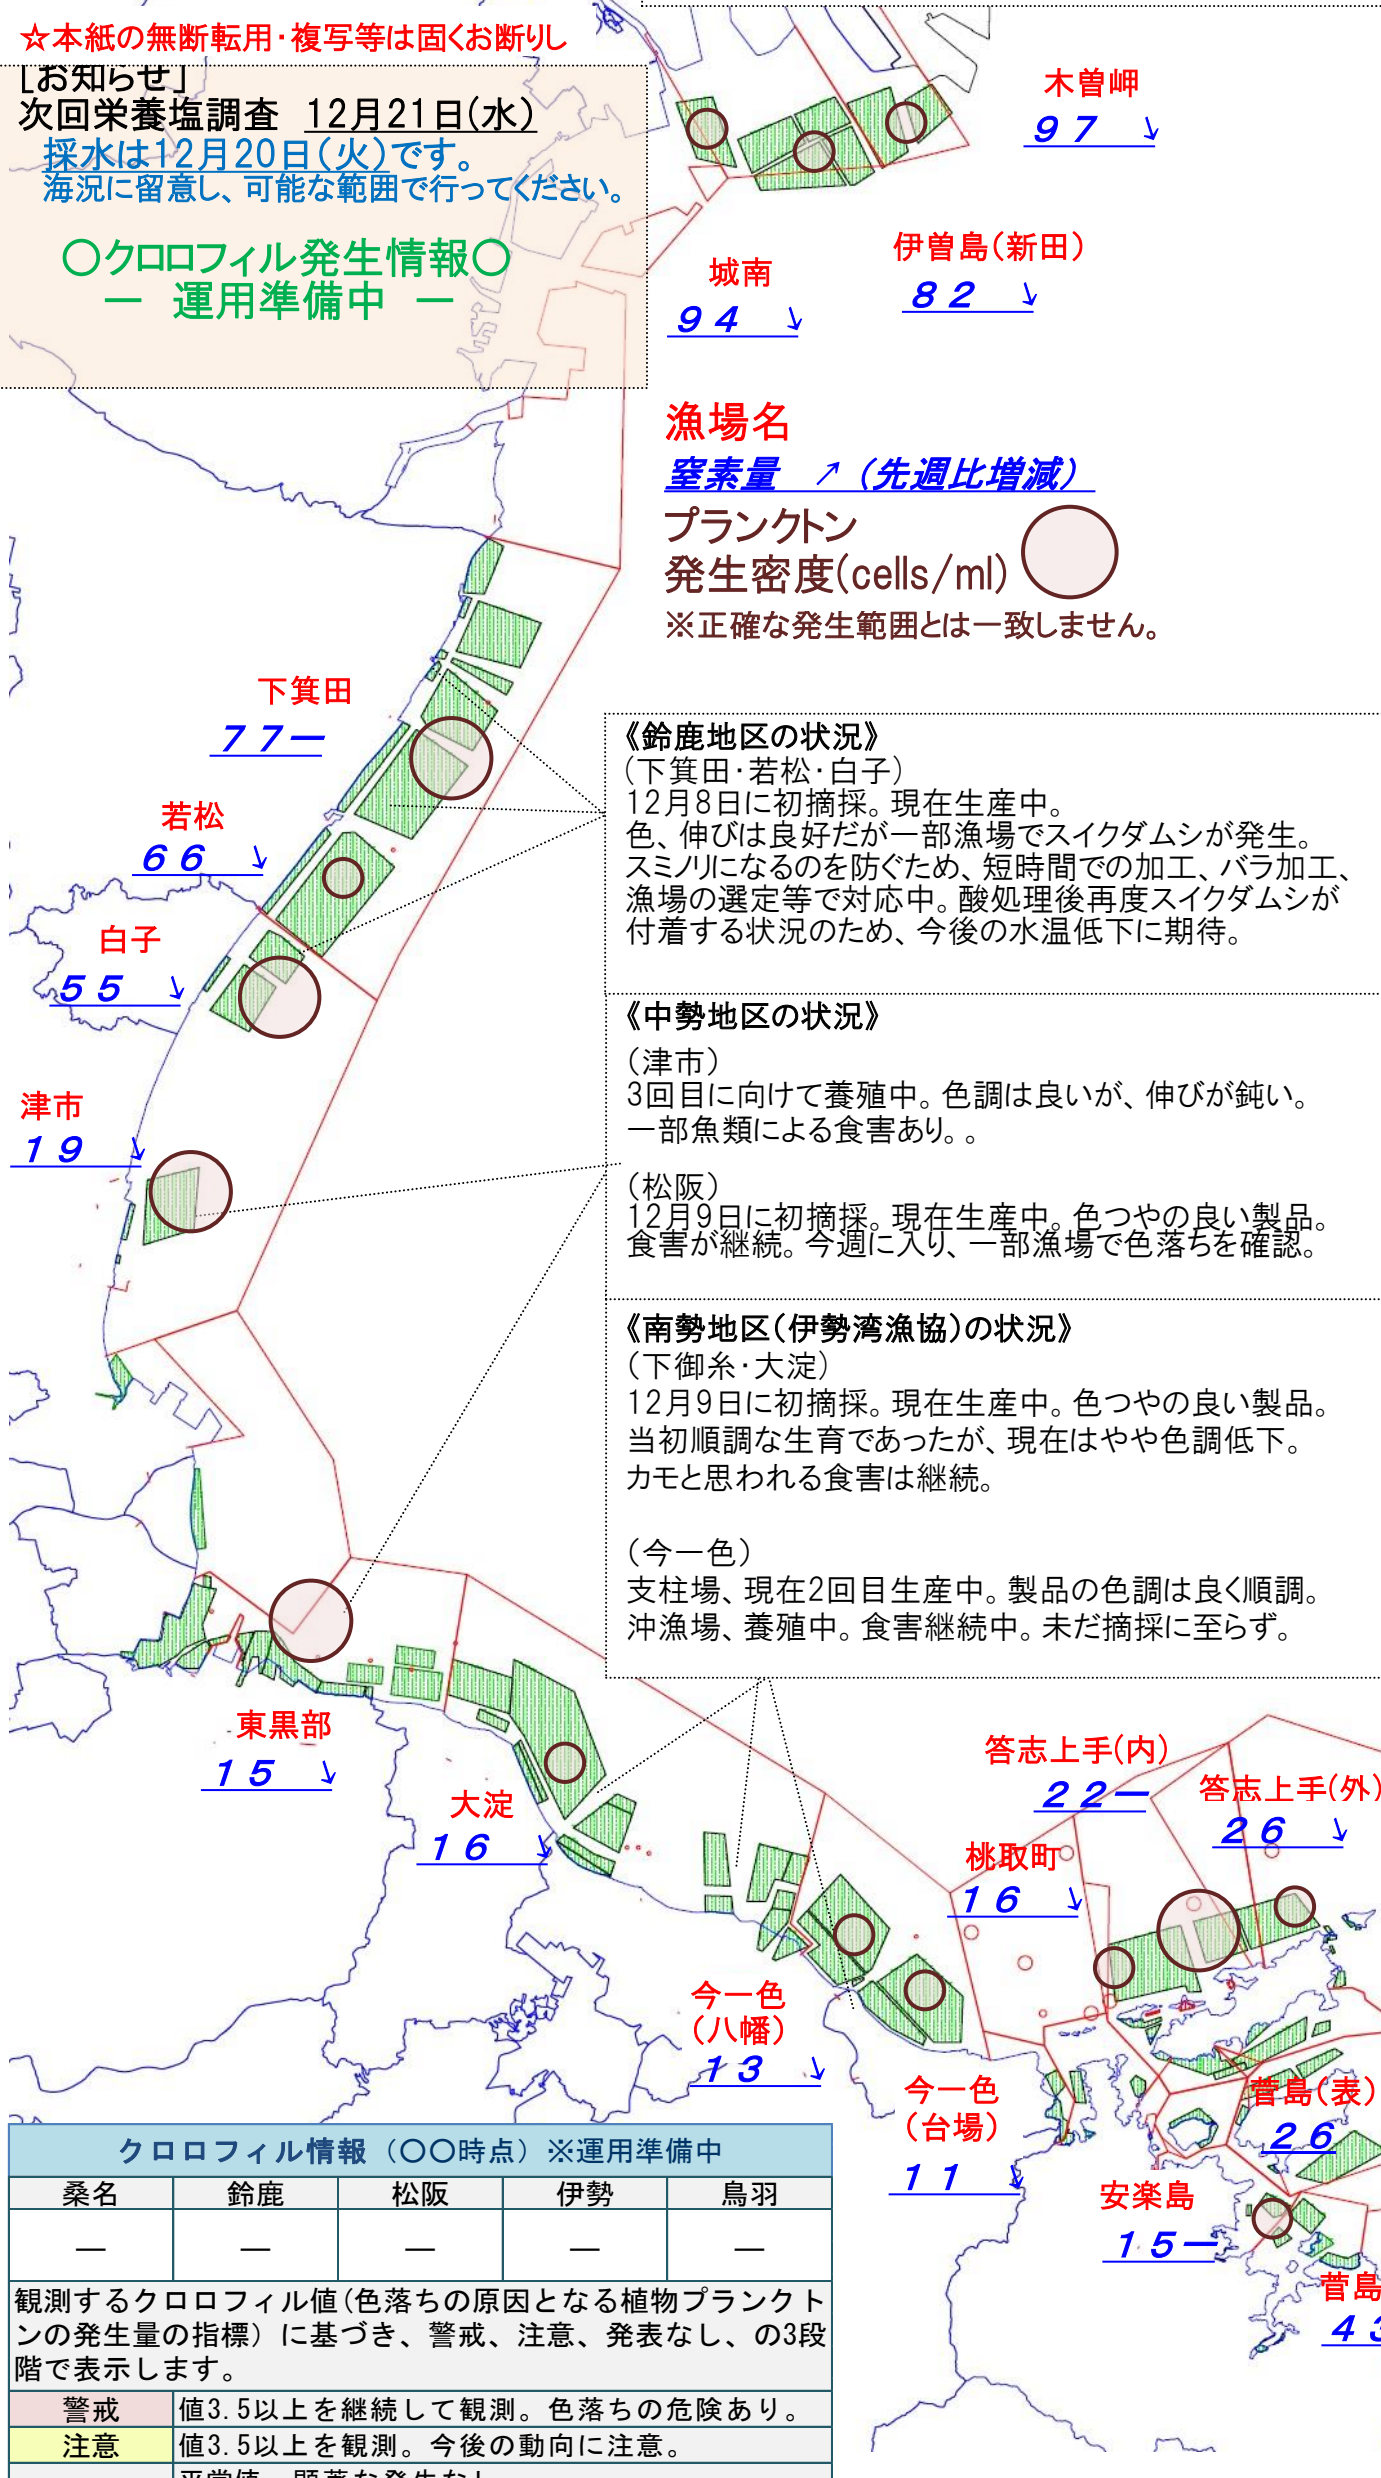 ☆本紙の無断転用･複写等は固くお断りし
[お知らせ]
次回栄養塩調査　12月21日(水)
採水は12月20日(火)です。
海況に留意し、可能な範囲で行ってください。
〇クロロフィル発生情報〇
―　運用準備中　―
木曽岬
９７　↓
伊曽島(新田)
８２　↓
城南
９４　↓
漁場名
窒素量　↗（先週比増減）
プランクトン
発生密度(cells/ml)
※正確な発生範囲とは一致しません。
下箕田
７７－
若松
６６　↓
白子
５５　↓
津市
１９　↓
《鈴鹿地区の状況》
（下箕田･若松･白子）
12月8日に初摘採。現在生産中。
色、伸びは良好だが一部漁場でスイクダムシが発生。
スミノリになるのを防ぐため、短時間での加工、バラ加工、
漁場の選定等で対応中。酸処理後再度スイクダムシが
付着する状況のため、今後の水温低下に期待。
《中勢地区の状況》
（津市）
3回目に向けて養殖中。色調は良いが、伸びが鈍い。
一部魚類による食害あり。。
（松阪）
12月9日に初摘採。現在生産中。色つやの良い製品。
食害が継続。今週に入り、一部漁場で色落ちを確認。
《南勢地区(伊勢湾漁協)の状況》
（下御糸･大淀）
12月9日に初摘採。現在生産中。色つやの良い製品。
当初順調な生育であったが、現在はやや色調低下。
カモと思われる食害は継続。
（今一色）
支柱場、現在2回目生産中。製品の色調は良く順調。
沖漁場、養殖中。食害継続中。未だ摘採に至らず。
東黒部
１５　↓
大淀
１６　↓
答志上手(内)
２２－
答志上手(外)
２６　↓
桃取町
１６　↓
今一色
（八幡）
１３　↓
今一色
（台場）
１１　↓
菅島(表)
２６
安楽島
１５－
菅島
４３
クロロフィル情報（〇〇時点）※運用準備中
桑名　鈴鹿　松阪　伊勢　鳥羽
―　―　―　―　―
観測するクロロフィル値(色落ちの原因となる植物プランクト
ンの発生量の指標）に基づき、警戒、注意、発表なし、の3段
階で表示します。
警戒　値3.5以上を継続して観測。色落ちの危険あり。
注意　値3.5以上を観測。今後の動向に注意。